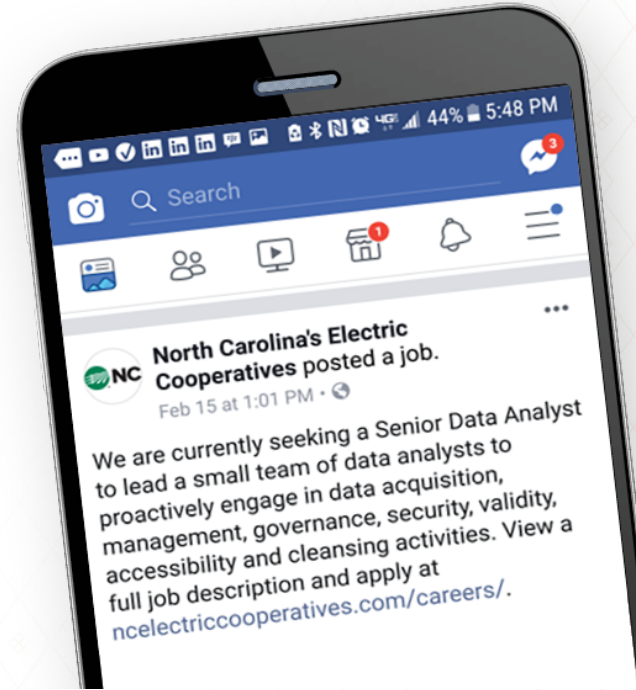 44% 5:48 PM
Search
3
1
NC
North Carolina's Electric
Cooperatives posted a job.
Feb 15 at 1:01 PM ·
We are currently seeking a Senior Data Analyst
to lead a small team of data analysts to
proactively engage in data acquisition,
management, governance, security, validity,
accessibility and cleansing activities. View a
full job description and apply at
ncelectriccooperatives.com/careers/.